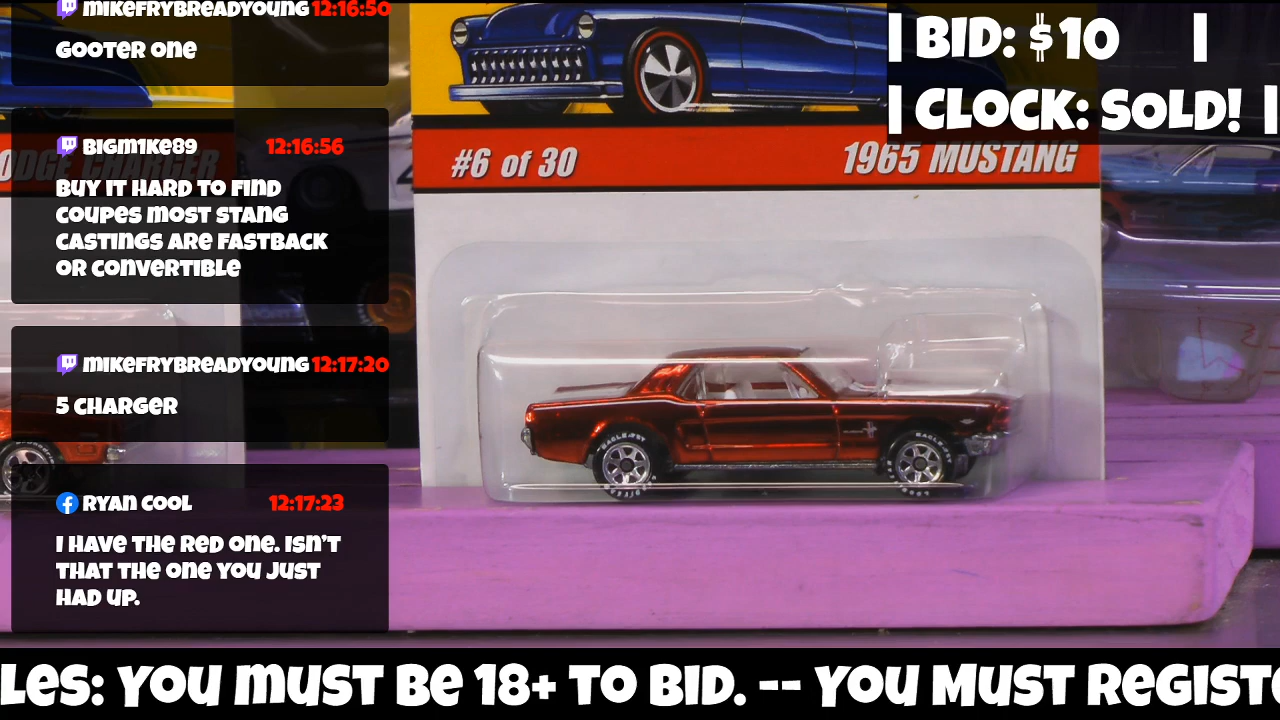 mikefrybreadyoung 12:16:50
Gooter one
Bigm1ke89 12:16:56
Buy it hard to find
coupes most stang
castings are fastback
or convertible
mikefrybreadyoung 12:17:20
5 charger
Ryan Cool 12:17:23
I have the red one. Isn't
that the one you just
had up.
| BID: $10 |
| CLOCK: SOLD! |
DODGE CHARGER
#6 of 30
1965 MUSTANG
EAGLE
EAGLE
les: You must be 18+ to bid. -- You Must Registe